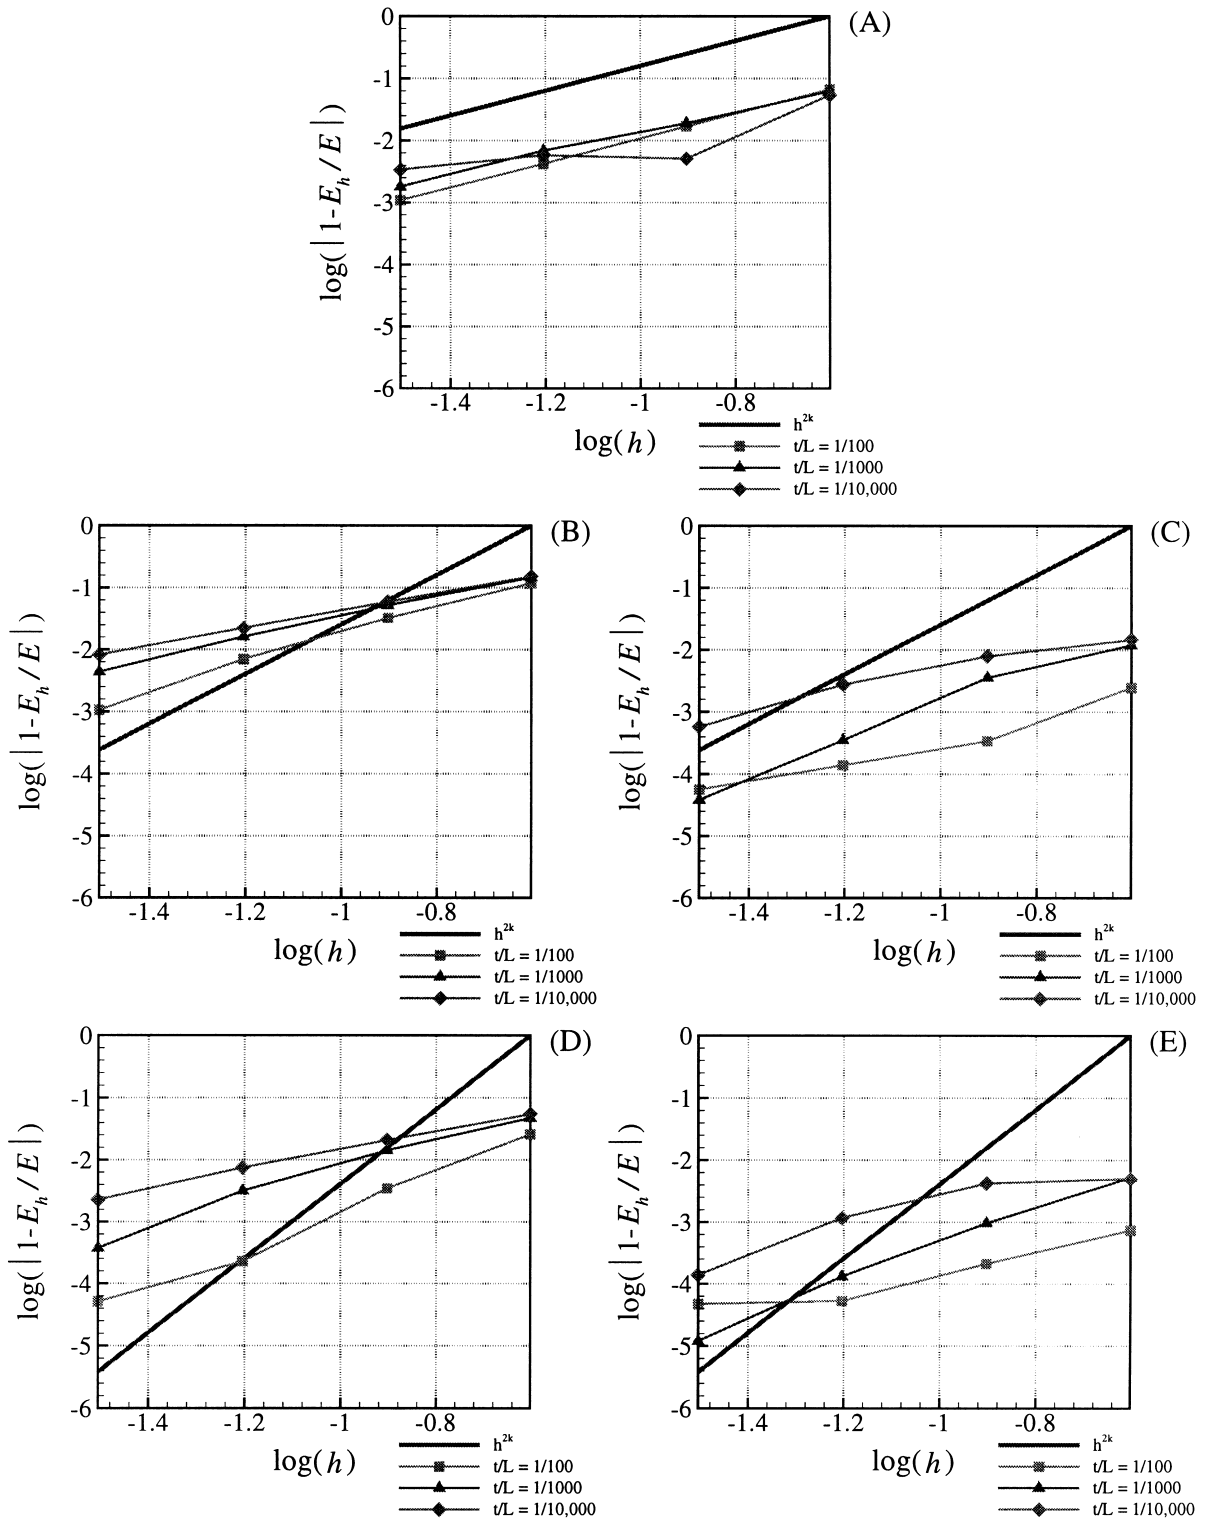 (A)
0
-1
-2
-3
-4
-5
-6
log(|1-E_h/E|)
-1.4 -1.2 -1 -0.8
log(h)
h^2k
t/L = 1/100
t/L = 1/1000
t/L = 1/10,000
(B)
0
-1
-2
-3
-4
-5
-6
log(|1-E_h/E|)
-1.4 -1.2 -1 -0.8
log(h)
h^2k
t/L = 1/100
t/L = 1/1000
t/L = 1/10,000
(C)
0
-1
-2
-3
-4
-5
-6
log(|1-E_h/E|)
-1.4 -1.2 -1 -0.8
log(h)
h^2k
t/L = 1/100
t/L = 1/1000
t/L = 1/10,000
(D)
0
-1
-2
-3
-4
-5
-6
log(|1-E_h/E|)
-1.4 -1.2 -1 -0.8
log(h)
h^2k
t/L = 1/100
t/L = 1/1000
t/L = 1/10,000
(E)
0
-1
-2
-3
-4
-5
-6
log(|1-E_h/E|)
-1.4 -1.2 -1 -0.8
log(h)
h^2k
t/L = 1/100
t/L = 1/1000
t/L = 1/10,000